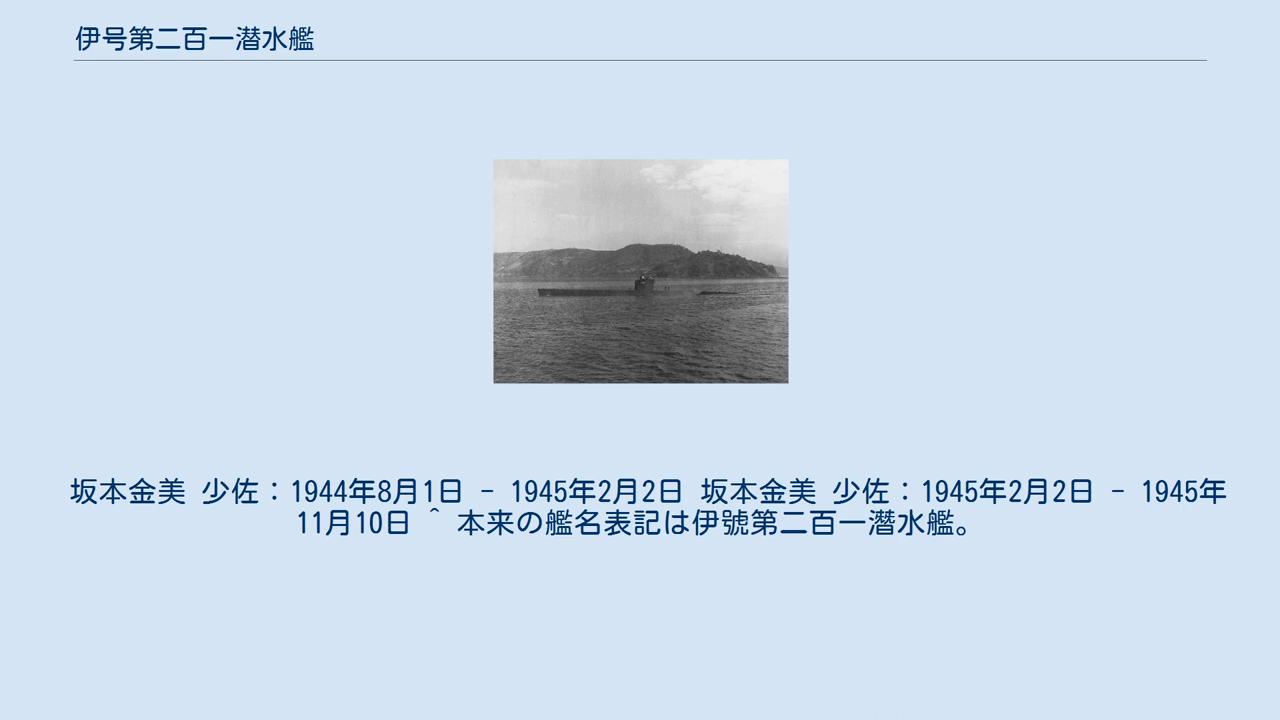 伊号第二百一潜水艦
坂本金美 少佐：1944年8月1日 - 1945年2月2日 坂本金美 少佐：1945年2月2日 - 1945年
11月10日 ^ 本来の艦名表記は伊號第二百一潛水艦。